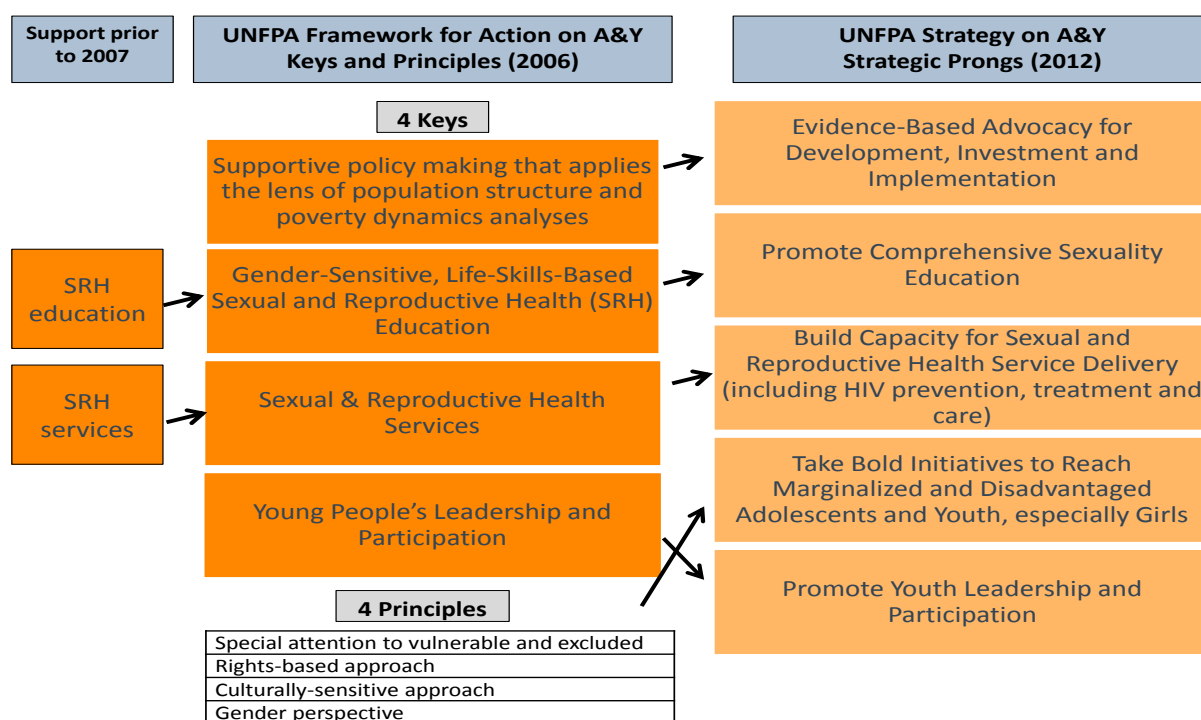 Support prior
to 2007
UNFPA Framework for Action on A&Y
Keys and Principles (2006)
UNFPA Strategy on A&Y
Strategic Prongs (2012)
4 Keys
Supportive policy making that applies
the lens of population structure and
poverty dynamics analyses
Evidence-Based Advocacy for
Development, Investment and
Implementation
SRH
education
Gender-Sensitive, Life-Skills-Based
Sexual and Reproductive Health (SRH)
Education
Promote Comprehensive Sexuality
Education
SRH
services
Sexual & Reproductive Health
Services
Build Capacity for Sexual and
Reproductive Health Service Delivery
(including HIV prevention, treatment and
care)
Young People’s Leadership and
Participation
Take Bold Initiatives to Reach
Marginalized and Disadvantaged
Adolescents and Youth, especially Girls
Promote Youth Leadership and
Participation
4 Principles
Special attention to vulnerable and excluded
Rights-based approach
Culturally-sensitive approach
Gender perspective